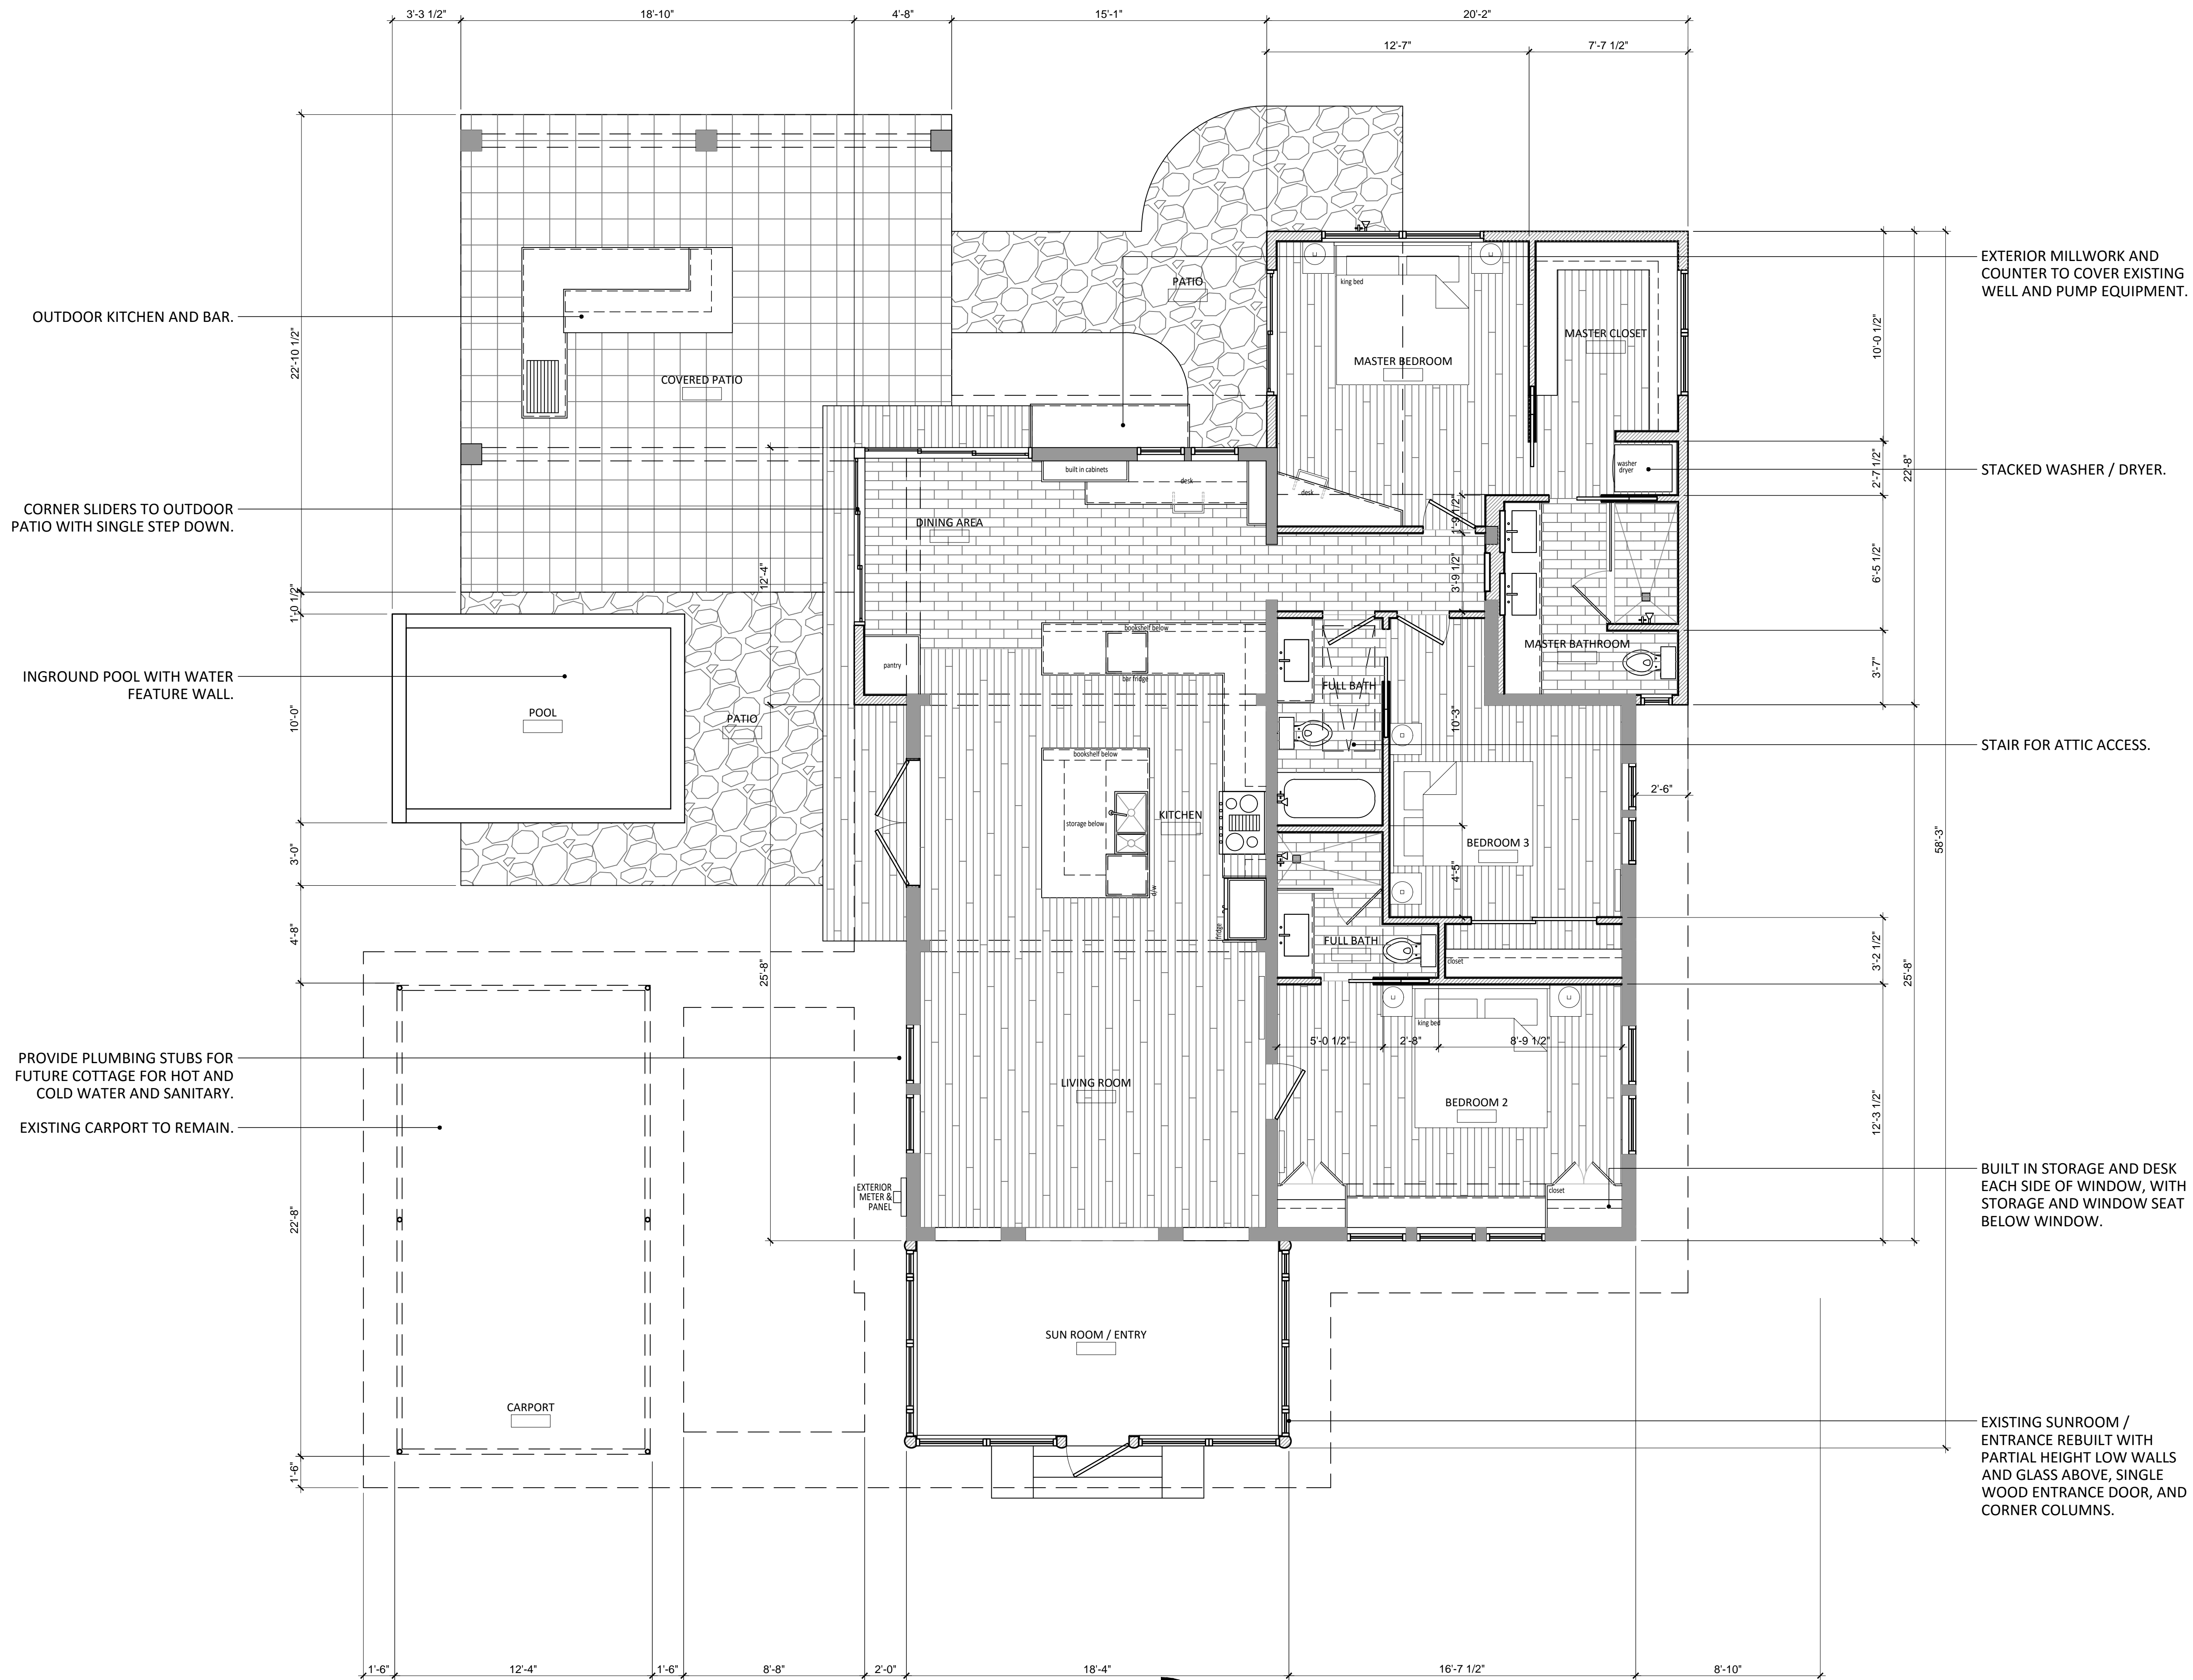 3'-3 1/2"
18'-10"
4'-8"
15'-1"
20'-2"
12'-7"
7'-7 1/2"
22'-10 1/2"
1'-0 1/2"
10'-0"
3'-0"
4'-8"
22'-8"
1'-6"
OUTDOOR KITCHEN AND BAR.
CORNER SLIDERS TO OUTDOOR
PATIO WITH SINGLE STEP DOWN.
INGROUND POOL WITH WATER
FEATURE WALL.
PROVIDE PLUMBING STUBS FOR
FUTURE COTTAGE FOR HOT AND
COLD WATER AND SANITARY.
EXISTING CARPORT TO REMAIN.
COVERED PATIO
PATIO
POOL
PATIO
CARPORT
12'-4"
25'-8"
built in cabinets
desk
DINING AREA
pantry
bookshelf below
bar fridge
bookshelf below
storage below
KITCHEN
d/w
fridge
LIVING ROOM
EXTERIOR
METER &
PANEL
SUN ROOM / ENTRY
king bed
MASTER BEDROOM
desk
MASTER CLOSET
washer
dryer
1'-9 1/2"
3'-9 1/2"
MASTER BATHROOM
FULL BATH
10'-3"
BEDROOM 3
4'-5"
FULL BATH
closet
king bed
5'-0 1/2"
2'-8"
8'-9 1/2"
BEDROOM 2
closet
2'-6"
10'-0 1/2"
2'-7 1/2"
6'-5 1/2"
3'-7"
3'-2 1/2"
12'-3 1/2"
22'-8"
25'-8"
58'-3"
EXTERIOR MILLWORK AND
COUNTER TO COVER EXISTING
WELL AND PUMP EQUIPMENT.
STACKED WASHER / DRYER.
STAIR FOR ATTIC ACCESS.
BUILT IN STORAGE AND DESK
EACH SIDE OF WINDOW, WITH
STORAGE AND WINDOW SEAT
BELOW WINDOW.
EXISTING SUNROOM /
ENTRANCE REBUILT WITH
PARTIAL HEIGHT LOW WALLS
AND GLASS ABOVE, SINGLE
WOOD ENTRANCE DOOR, AND
CORNER COLUMNS.
1'-6"
12'-4"
1'-6"
8'-8"
2'-0"
18'-4"
16'-7 1/2"
8'-10"